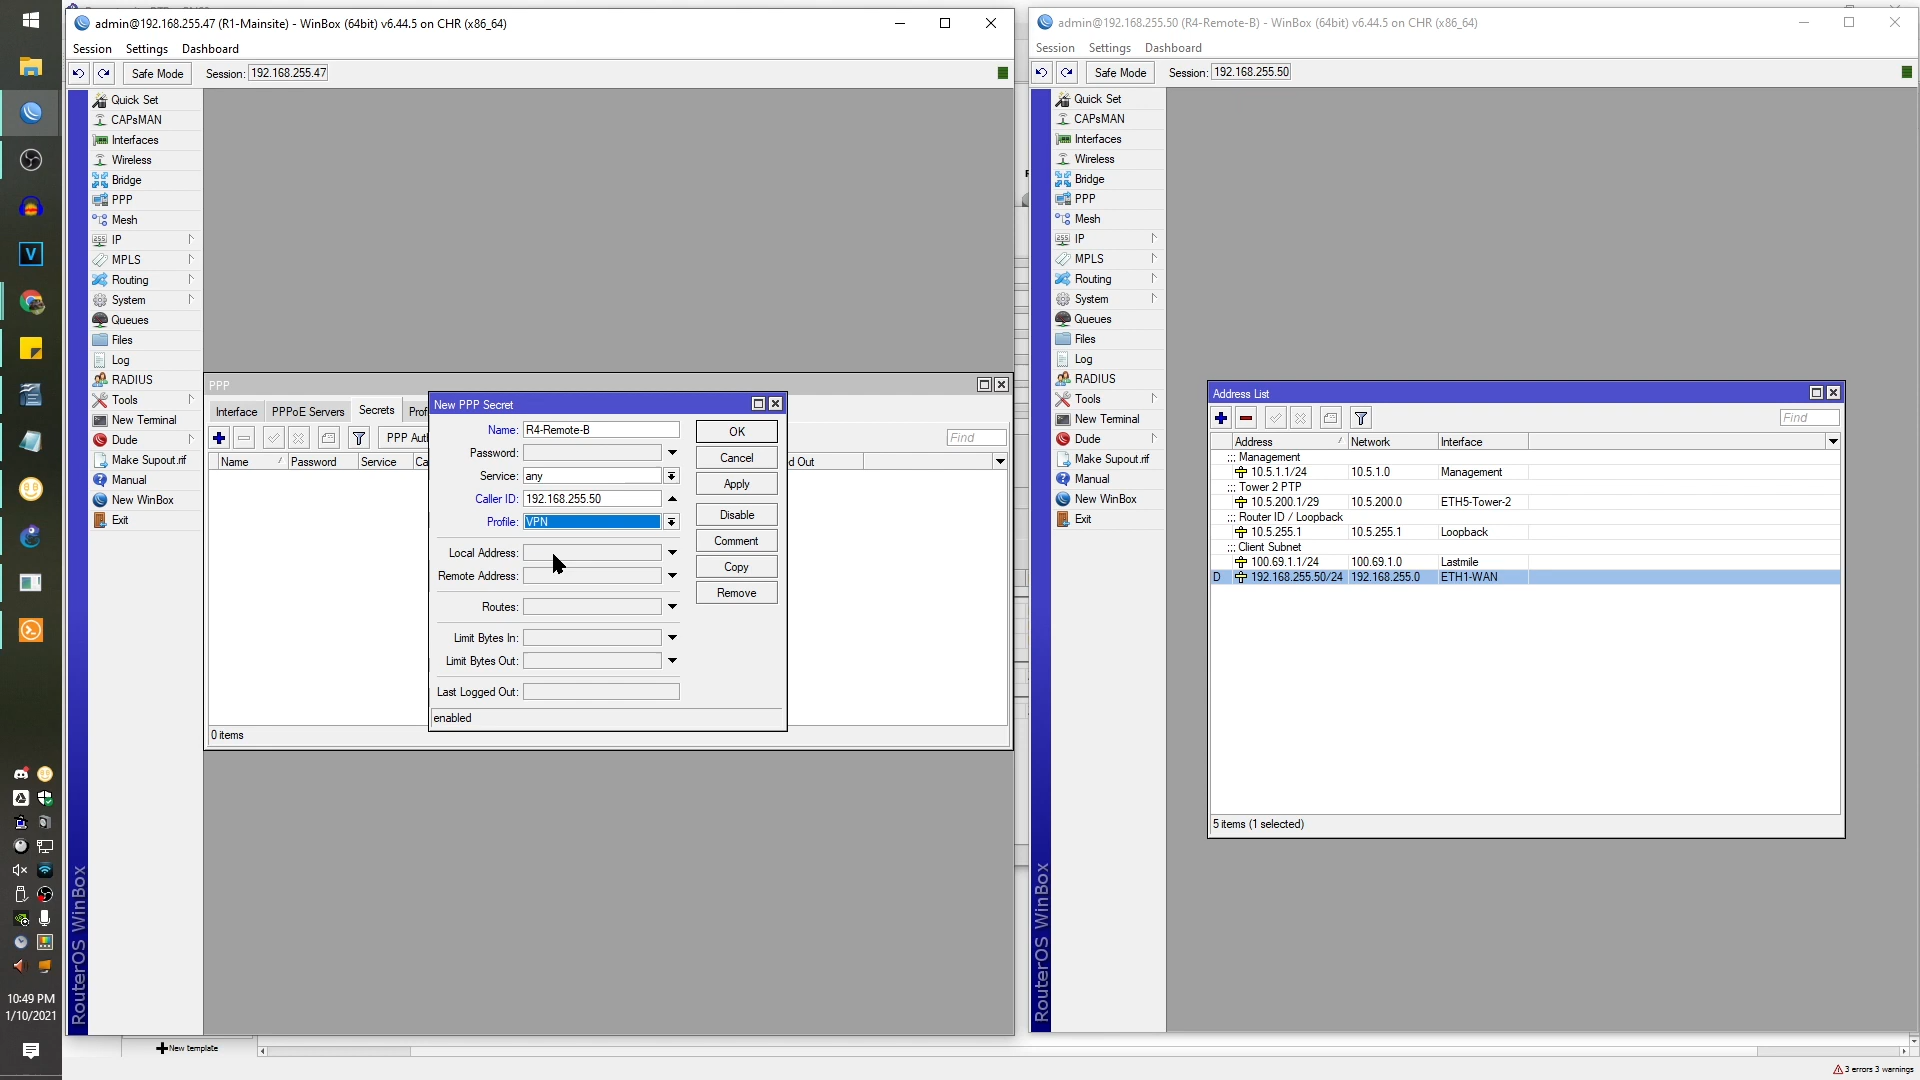 admin@192.168.255.47 (R1-Mainsite) - WinBox (64bit) v6.44.5 on CHR (x86_64)
Session Settings Dashboard
Safe Mode Session: 192.168.255.47
Quick Set
CAPsMAN
Interfaces
Wireless
Bridge
PPP
Mesh
IP
MPLS
Routing
System
Queues
Files
Log
RADIUS
Tools
New Terminal
Dude
Make Supout.rif
Manual
New WinBox
Exit
RouterOS WinBox
PPP
Interface PPPoE Servers Secrets Prof
PPP Aut
Find
Name / Password Service Ca
d Out
0 items
New PPP Secret
Name: R4-Remote-B
Password:
Service: any
Caller ID: 192.168.255.50
Profile: VPN
Local Address:
Remote Address:
Routes:
Limit Bytes In:
Limit Bytes Out:
Last Logged Out:
enabled
OK
Cancel
Apply
Disable
Comment
Copy
Remove
admin@192.168.255.50 (R4-Remote-B) - WinBox (64bit) v6.44.5 on CHR (x86_64)
Session Settings Dashboard
Safe Mode Session: 192.168.255.50
Quick Set
CAPsMAN
Interfaces
Wireless
Bridge
PPP
Mesh
IP
MPLS
Routing
System
Queues
Files
Log
RADIUS
Tools
New Terminal
Dude
Make Supout.rif
Manual
New WinBox
Exit
RouterOS WinBox
Address List
Find
Address / Network Interface
;;; Management
10.5.1.1/24 10.5.1.0 Management
;;; Tower 2 PTP
10.5.200.1/29 10.5.200.0 ETH5-Tower-2
;;; Router ID / Loopback
10.5.255.1 10.5.255.1 Loopback
;;; Client Subnet
100.69.1.1/24 100.69.1.0 Lastmile
D 192.168.255.50/24 192.168.255.0 ETH1-WAN
5 items (1 selected)
10:49 PM
1/10/2021
New template
3 errors 3 warnings